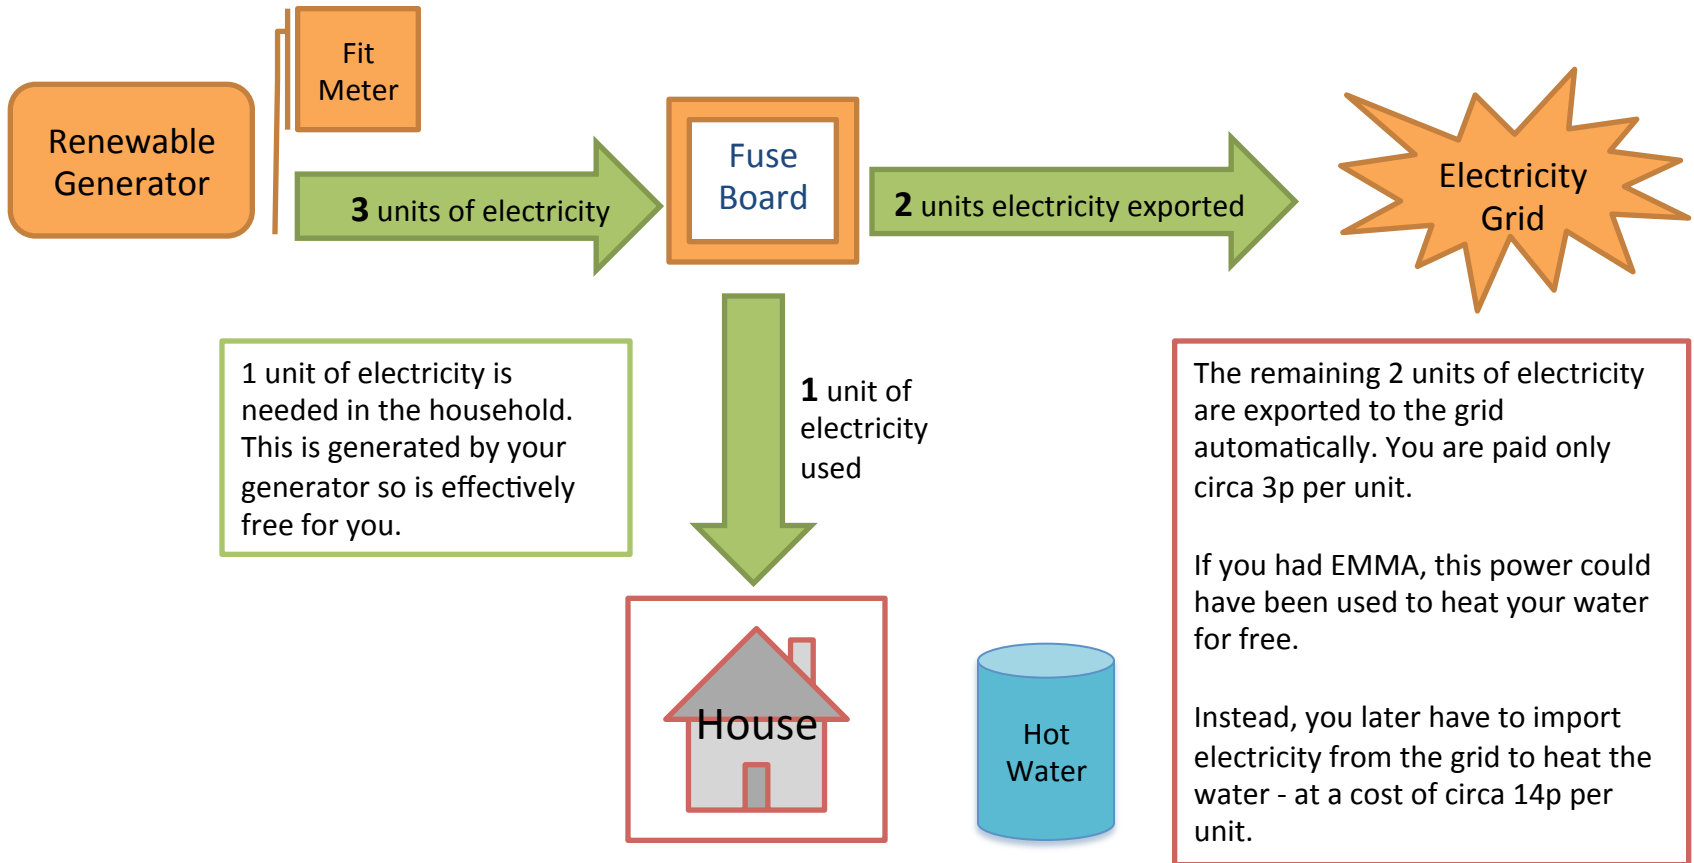 Fit
Meter
Renewable
Generator
3 units of electricity
Fuse
Board
2 units electricity exported
Electricity
Grid
1 unit of electricity is
needed in the household.
This is generated by your
generator so is effectively
free for you.
1 unit of
electricity
used
The remaining 2 units of electricity
are exported to the grid
automatically. You are paid only
circa 3p per unit.
If you had EMMA, this power could
have been used to heat your water
for free.
Instead, you later have to import
electricity from the grid to heat the
water - at a cost of circa 14p per
unit.
House
Hot
Water